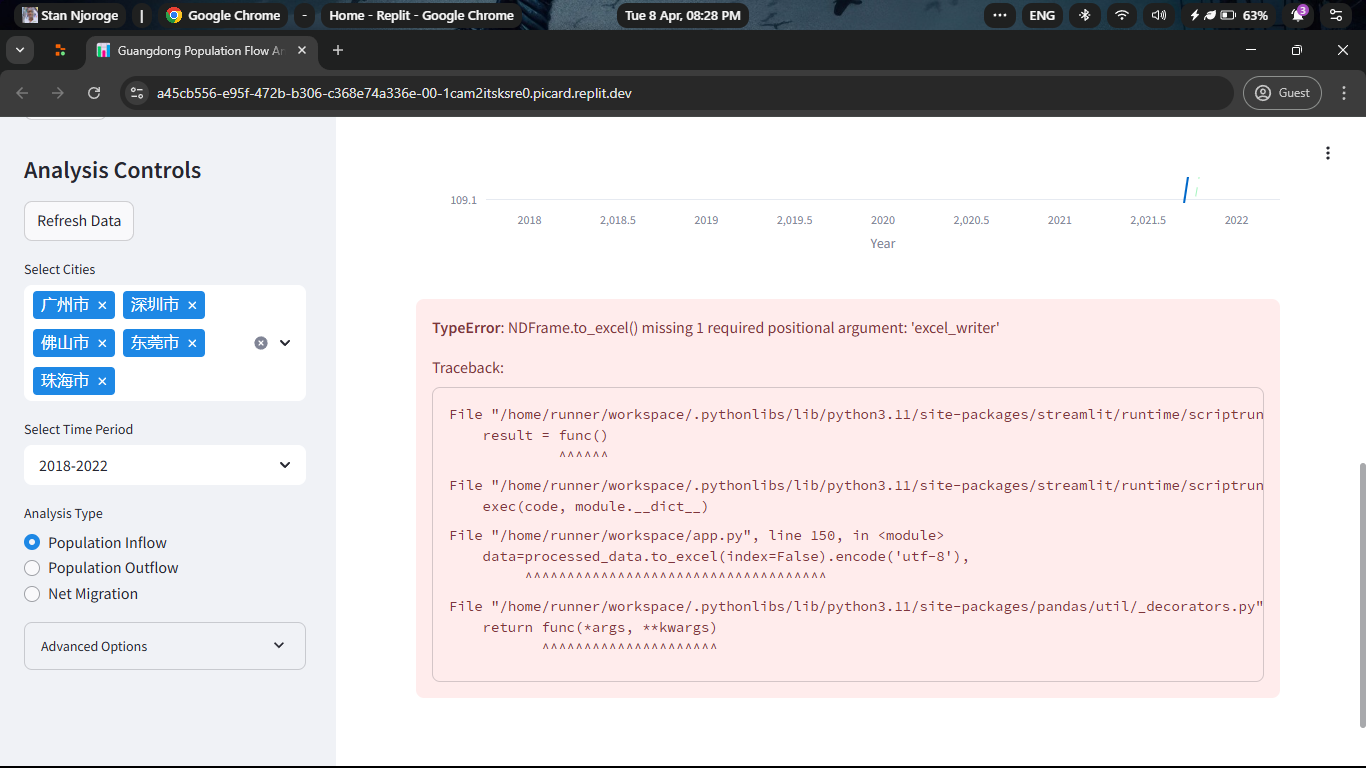 Stan Njoroge | Google Chrome - Home - Replit - Google Chrome Tue 8 Apr, 08:28 PM ••• ENG 63% 3
Guangdong Population Flow An
a45cb556-e95f-472b-b306-c368e74a336e-00-1cam2itsksre0.picard.replit.dev Guest
Analysis Controls
Refresh Data
Select Cities
广州市 × 深圳市 ×
佛山市 × 东莞市 ×
珠海市 ×
Select Time Period
2018-2022
Analysis Type
Population Inflow
Population Outflow
Net Migration
Advanced Options
109.1
2018 2,018.5 2019 2,019.5 2020 2,020.5 2021 2,021.5 2022
Year
TypeError: NDFrame.to_excel() missing 1 required positional argument: 'excel_writer'
Traceback:
File "/home/runner/workspace/.pythonlibs/lib/python3.11/site-packages/streamlit/runtime/scriptrun
result = func()
^^^^^^
File "/home/runner/workspace/.pythonlibs/lib/python3.11/site-packages/streamlit/runtime/scriptrun
exec(code, module.__dict__)
File "/home/runner/workspace/app.py", line 150, in <module>
data=processed_data.to_excel(index=False).encode('utf-8'),
^^^^^^^^^^^^^^^^^^^^^^^^^^^^^^^^^^^^
File "/home/runner/workspace/.pythonlibs/lib/python3.11/site-packages/pandas/util/_decorators.py"
return func(*args, **kwargs)
^^^^^^^^^^^^^^^^^^^^^